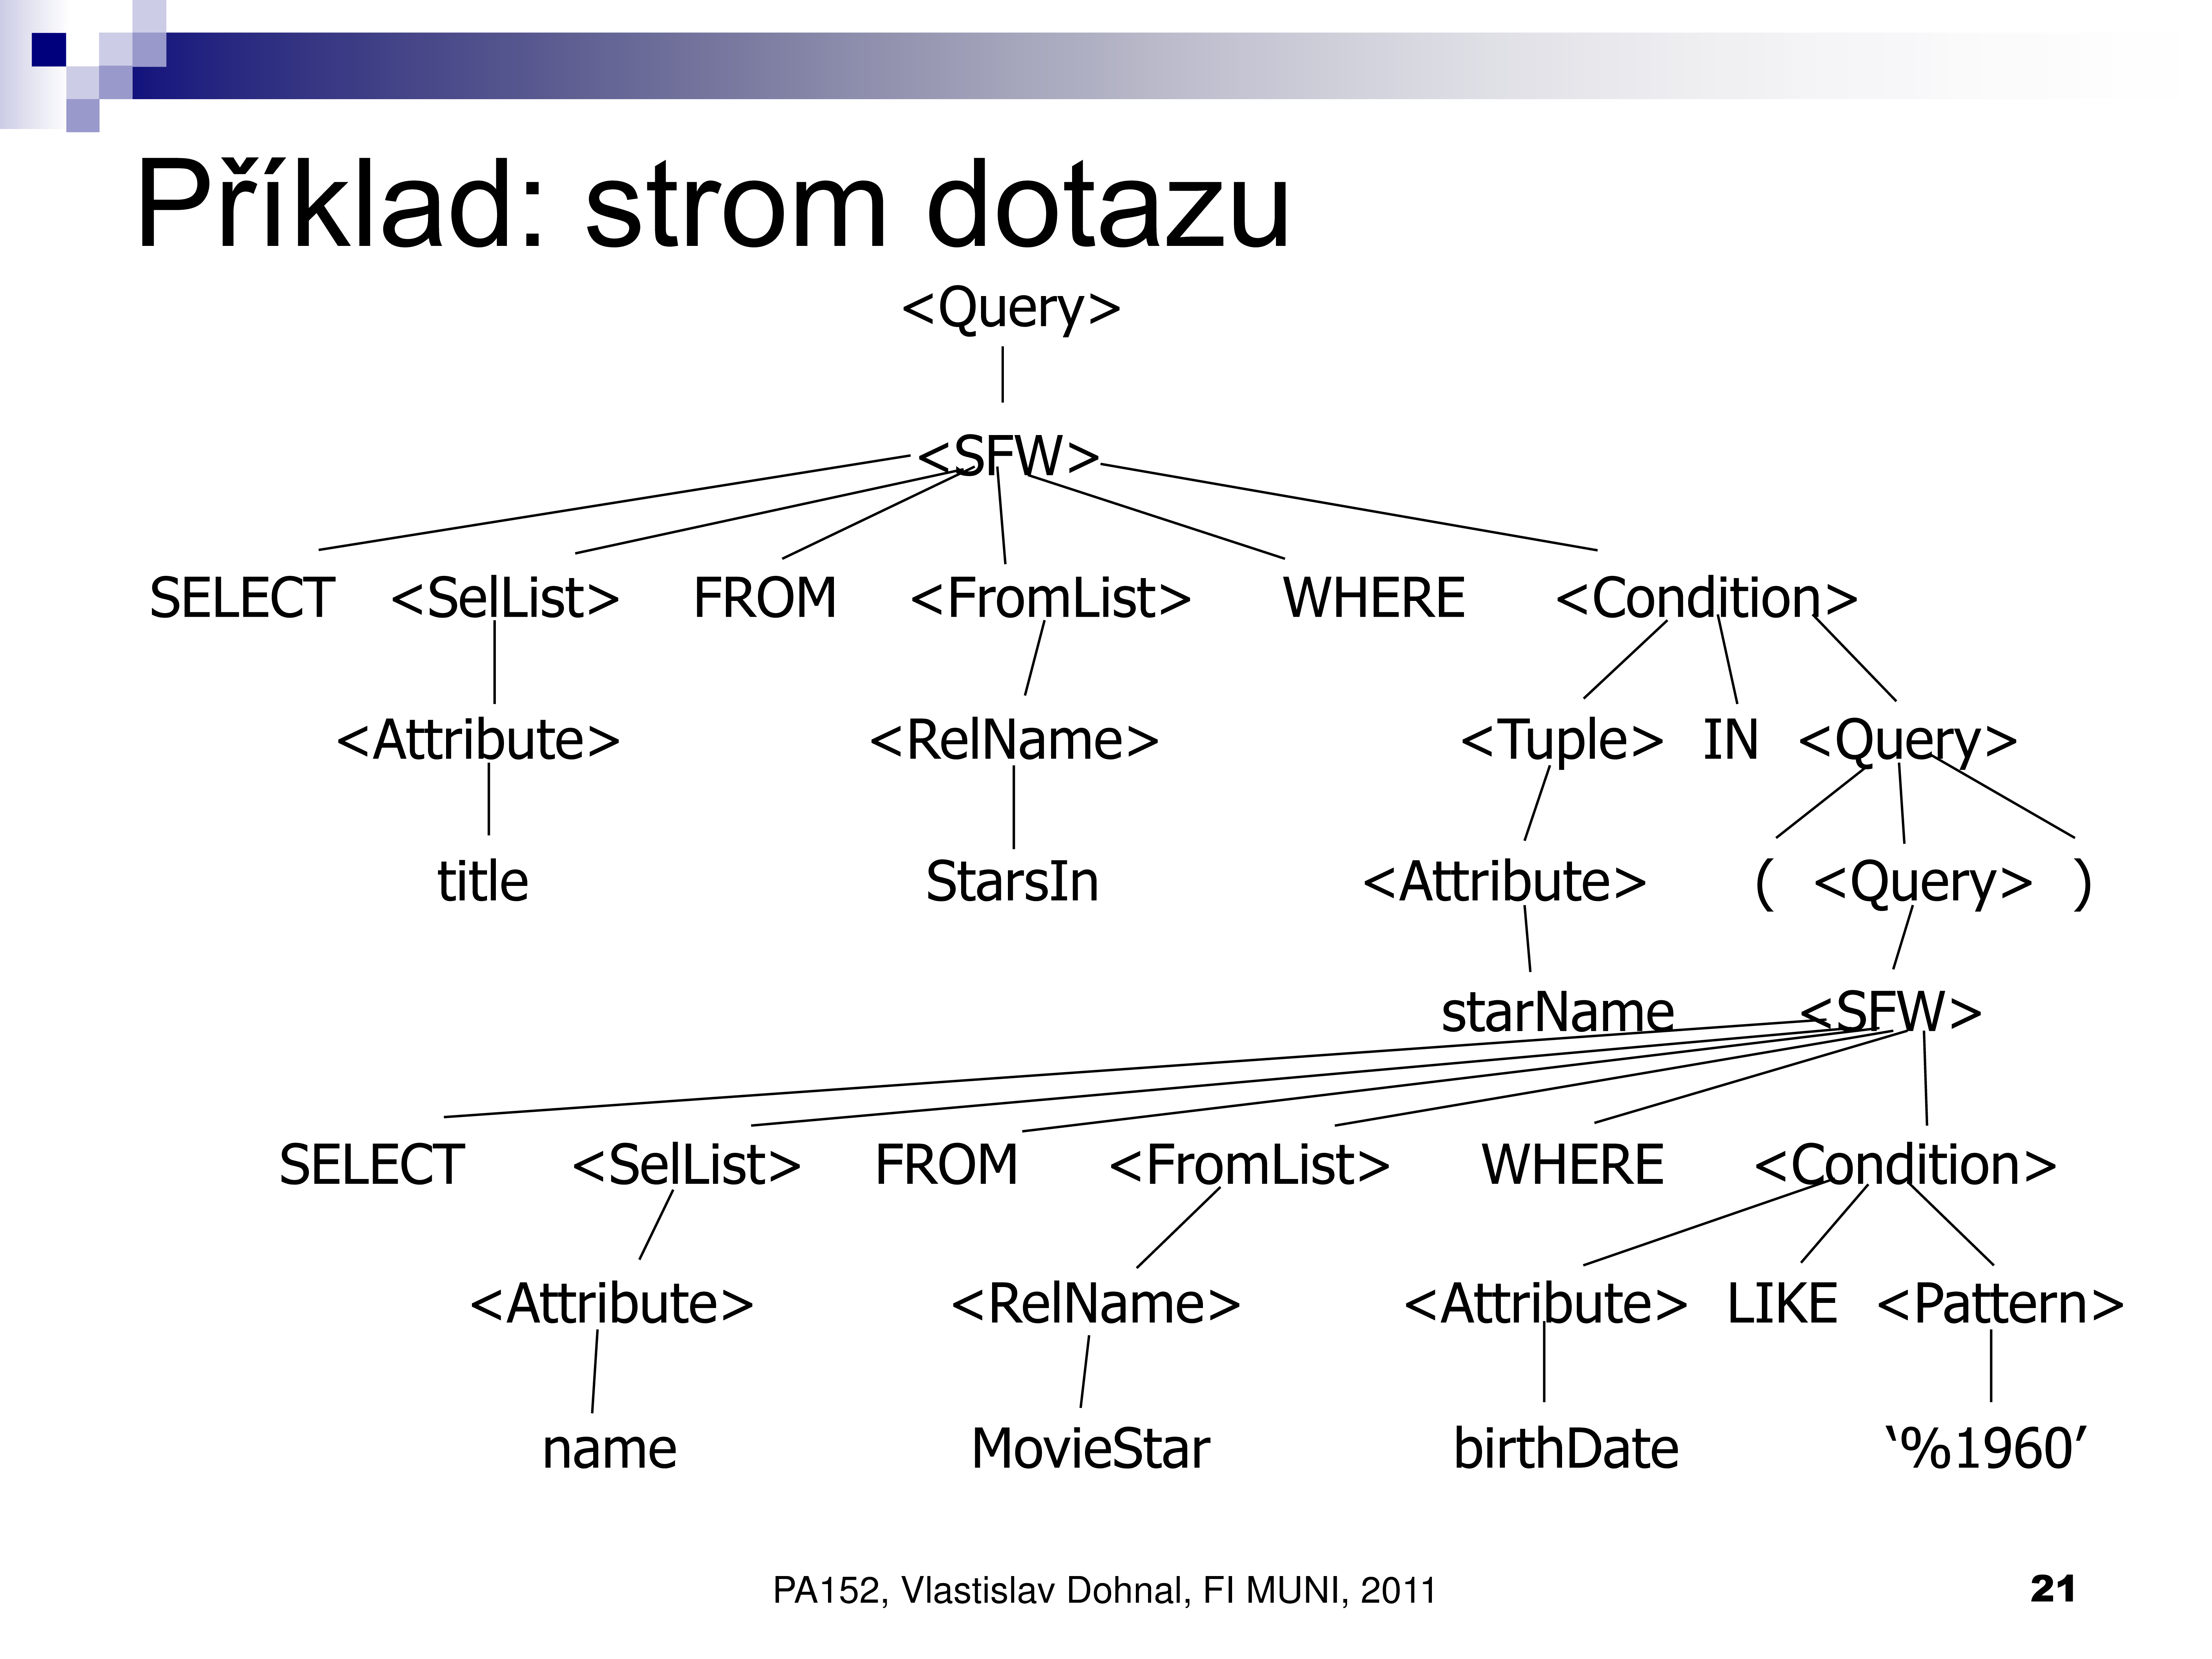 Příklad: strom dotazu
<Query>
<SFW>
SELECT <SelList> FROM <FromList> WHERE <Condition>
<Attribute> <RelName> <Tuple> IN <Query>
title StarsIn <Attribute> ( <Query> )
starName <SFW>
SELECT <SelList> FROM <FromList> WHERE <Condition>
<Attribute> <RelName> <Attribute> LIKE <Pattern>
name MovieStar birthDate ‘%1960’
PA152, Vlastislav Dohnal, FI MUNI, 2011 21